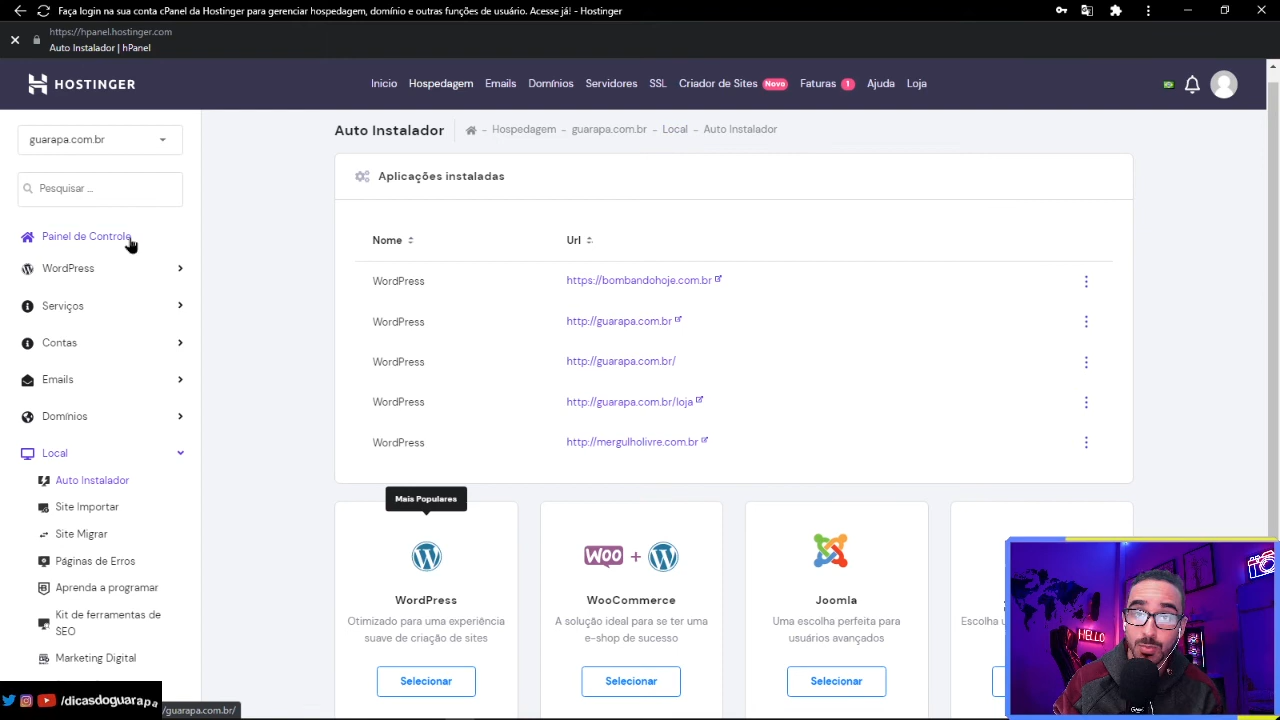 Faça login na sua conta cPanel da Hostinger para gerenciar hospedagem, domínio e outras funções de usuário. Acesse já! - Hostinger
https://hpanel.hostinger.com
Auto Instalador | hPanel
HOSTINGER
Inicio Hospedagem Emails Domínios Servidores SSL Criador de Sites Novo Faturas 1 Ajuda Loja
guarapa.com.br
Pesquisar ...
Painel de Controle
WordPress
Serviços
Contas
Emails
Domínios
Local
Auto Instalador
Site Importar
Site Migrar
Páginas de Erros
Aprenda a programar
Kit de ferramentas de
SEO
Marketing Digital
/dicasdoguarapa
/guarapa.com.br/
Auto Instalador - Hospedagem - guarapa.com.br - Local - Auto Instalador
Aplicações instaladas
Nome Url
WordPress https://bombandohoje.com.br
WordPress http://guarapa.com.br
WordPress http://guarapa.com.br/
WordPress http://guarapa.com.br/loja
WordPress http://mergulholivre.com.br
Mais Populares
WordPress
Otimizado para uma experiência
suave de criação de sites
Selecionar
WOO
WooCommerce
A solução ideal para se ter uma
e-shop de sucesso
Selecionar
Joomla
Uma escolha perfeita para
usuários avançados
Selecionar
Escolha
HELLO